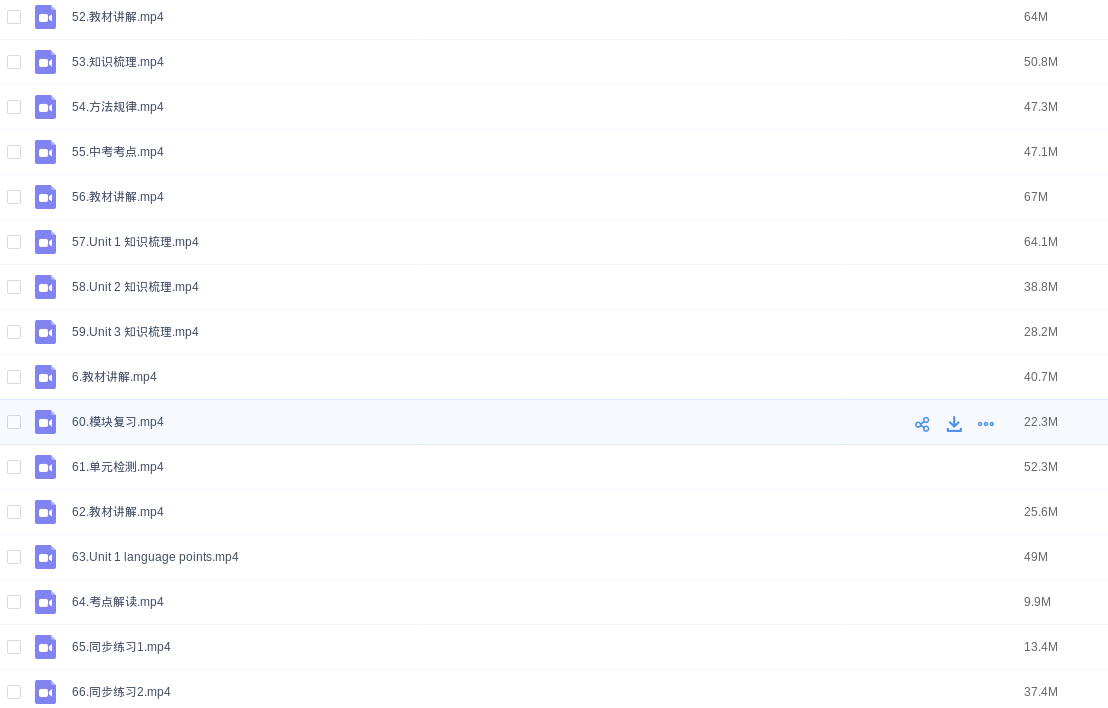 52.教材讲解.mp4 64M
53.知识梳理.mp4 50.8M
54.方法规律.mp4 47.3M
55.中考考点.mp4 47.1M
56.教材讲解.mp4 67M
57.Unit 1 知识梳理.mp4 64.1M
58.Unit 2 知识梳理.mp4 38.8M
59.Unit 3 知识梳理.mp4 28.2M
6.教材讲解.mp4 40.7M
60.模块复习.mp4 22.3M
61.单元检测.mp4 52.3M
62.教材讲解.mp4 25.6M
63.Unit 1 language points.mp4 49M
64.考点解读.mp4 9.9M
65.同步练习1.mp4 13.4M
66.同步练习2.mp4 37.4M